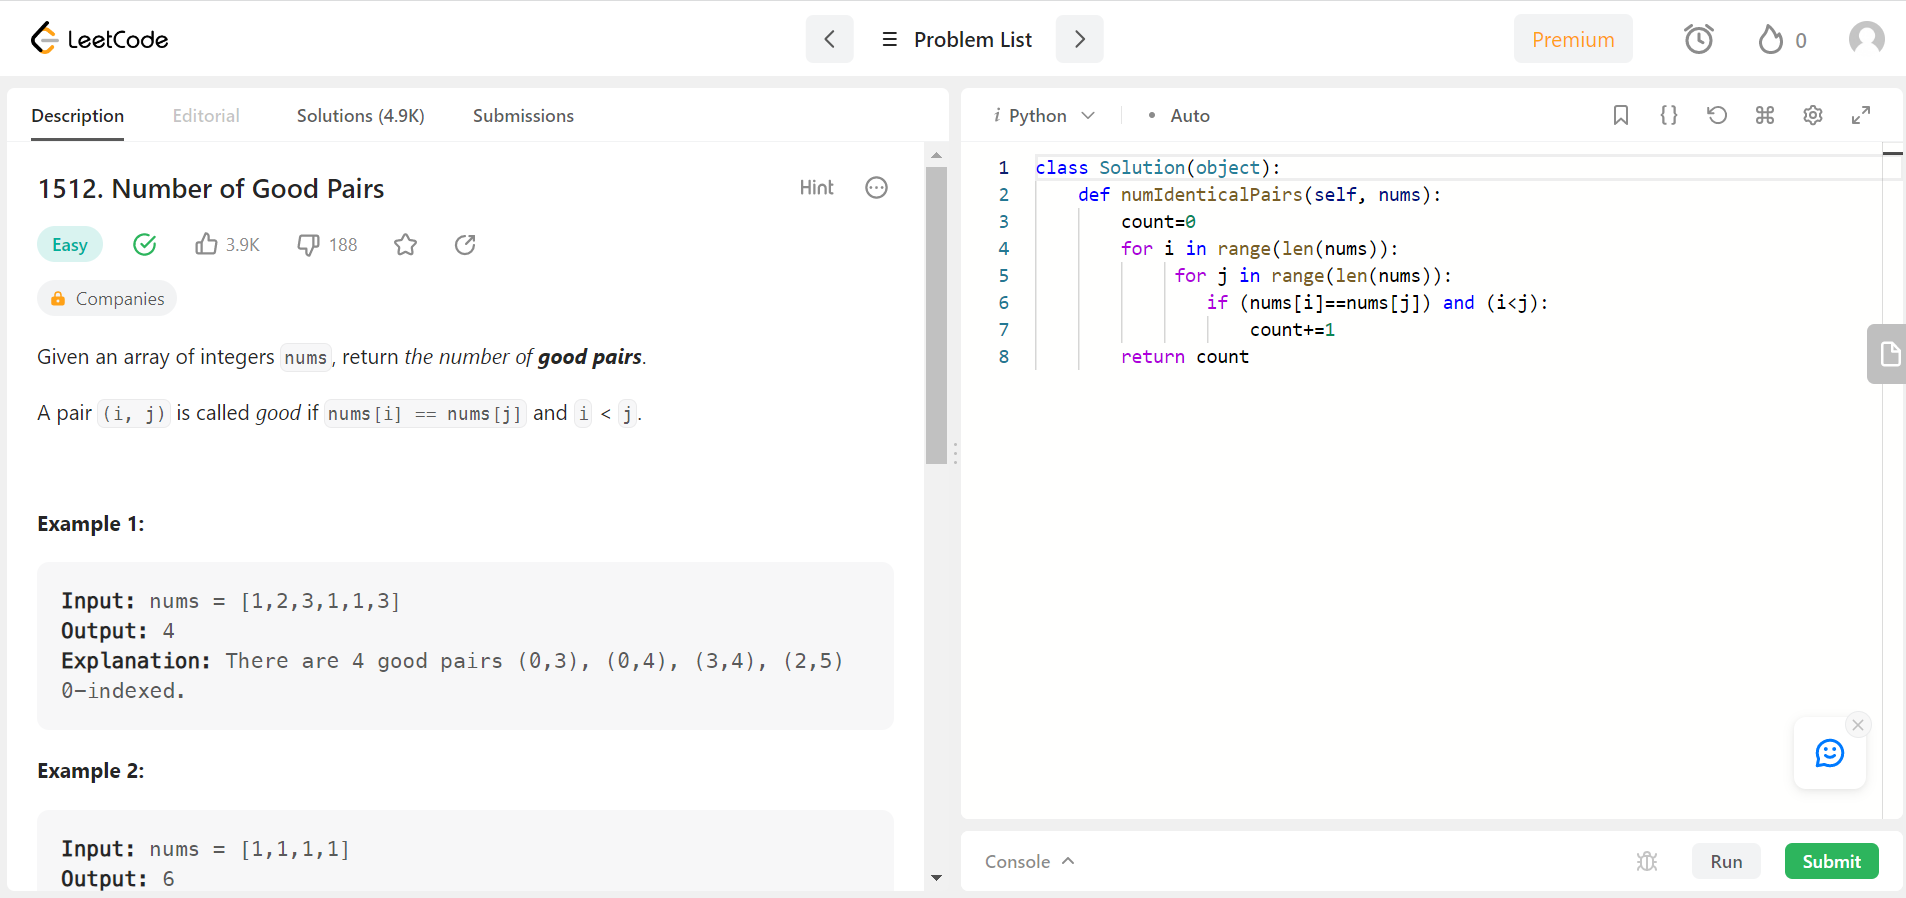 LeetCode
Problem List
Premium
0
Description
Editorial
Solutions (4.9K)
Submissions
1512. Number of Good Pairs
Hint
Easy
3.9K
188
Companies
Given an array of integers nums, return the number of good pairs.
A pair (i, j) is called good if nums[i] == nums[j] and i < j.
Example 1:
Input: nums = [1,2,3,1,1,3]
Output: 4
Explanation: There are 4 good pairs (0,3), (0,4), (3,4), (2,5)
0-indexed.
Example 2:
Input: nums = [1,1,1,1]
Output: 6
i Python
• Auto
1 class Solution(object):
2     def numIdenticalPairs(self, nums):
3         count=0
4         for i in range(len(nums)):
5              for j in range(len(nums)):
6                 if (nums[i]==nums[j]) and (i<j):
7                     count+=1
8         return count
Console
Run
Submit